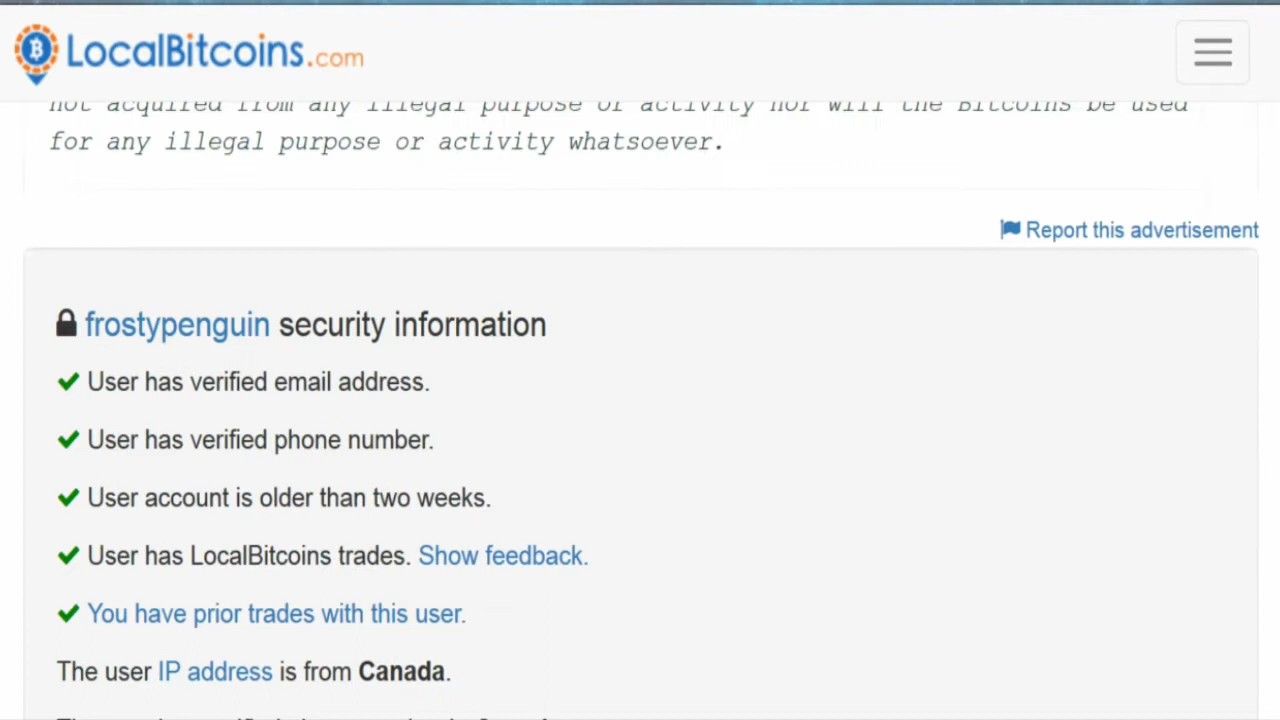 LocalBitcoins.com
not acquired from any illegal purpose or activity nor will the Bitcoins be used
for any illegal purpose or activity whatsoever.
Report this advertisement
frostypenguin security information
User has verified email address.
User has verified phone number.
User account is older than two weeks.
User has LocalBitcoins trades. Show feedback.
You have prior trades with this user.
The user IP address is from Canada.